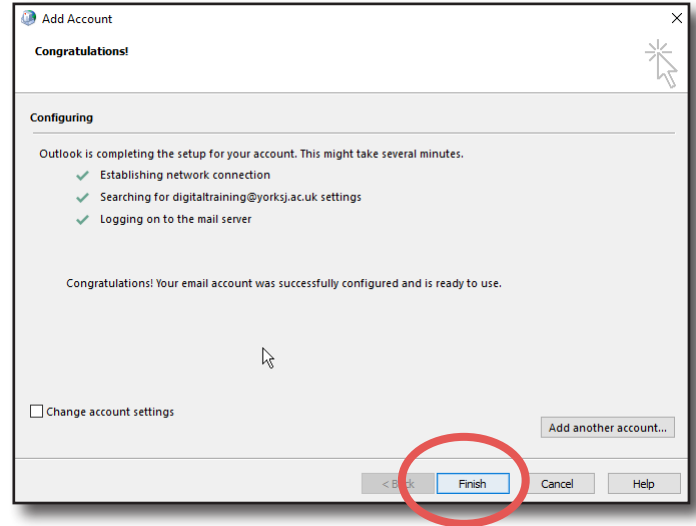 Add Account
Congratulations!
Configuring
Outlook is completing the setup for your account. This might take several minutes.
Establishing network connection
Searching for digitaltraining@yorksj.ac.uk settings
Logging on to the mail server
Congratulations! Your email account was successfully configured and is ready to use.
Change account settings
Add another account...
< Back Finish Cancel Help